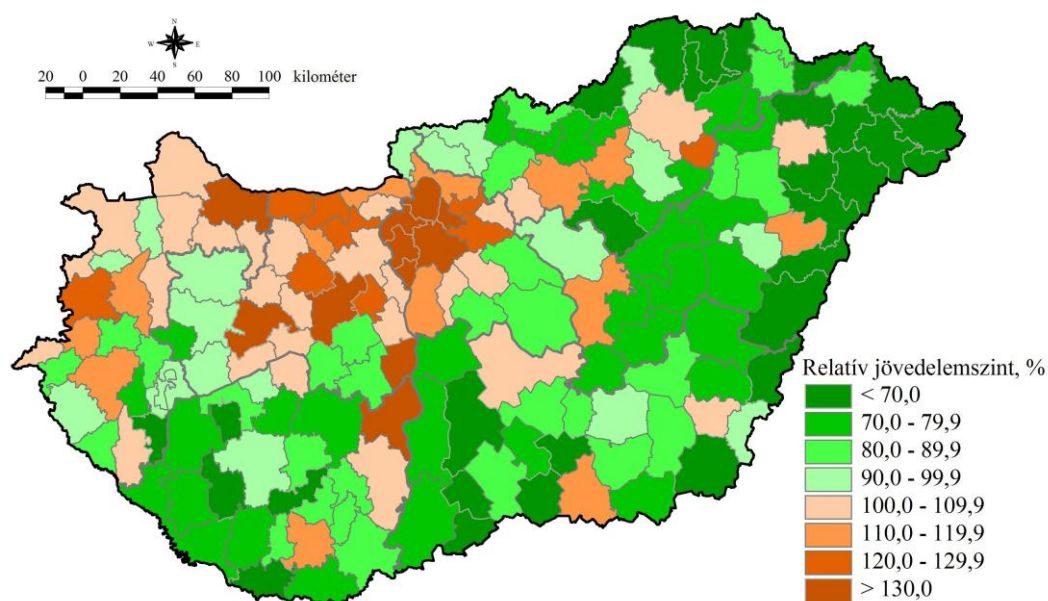 N
W E
S
20 0 20 40 60 80 100 kilométer
Relatív jövedelemszint, %
< 70,0
70,0 - 79,9
80,0 - 89,9
90,0 - 99,9
100,0 - 109,9
110,0 - 119,9
120,0 - 129,9
> 130,0